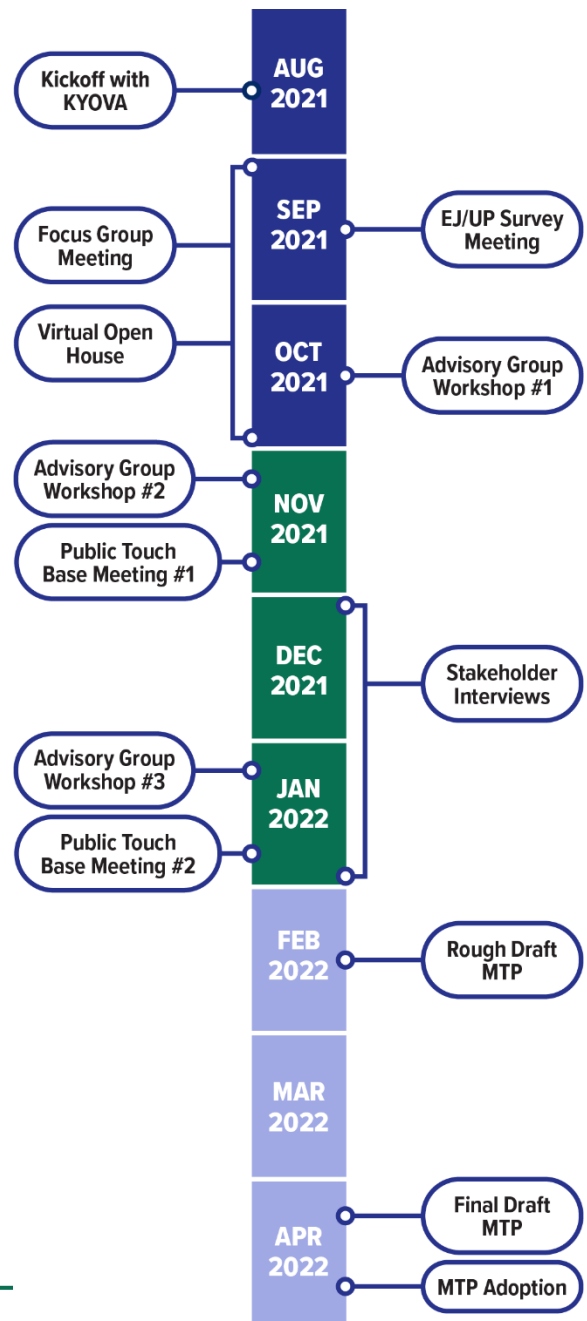 AUG
2021
Kickoff with
KYOVA
SEP
2021
EJ/UP Survey
Meeting
Focus Group
Meeting
Virtual Open
House
OCT
2021
Advisory Group
Workshop #1
Advisory Group
Workshop #2
NOV
2021
Public Touch
Base Meeting #1
DEC
2021
Stakeholder
Interviews
Advisory Group
Workshop #3
JAN
2022
Public Touch
Base Meeting #2
FEB
2022
Rough Draft
MTP
MAR
2022
Final Draft
MTP
APR
2022
MTP Adoption